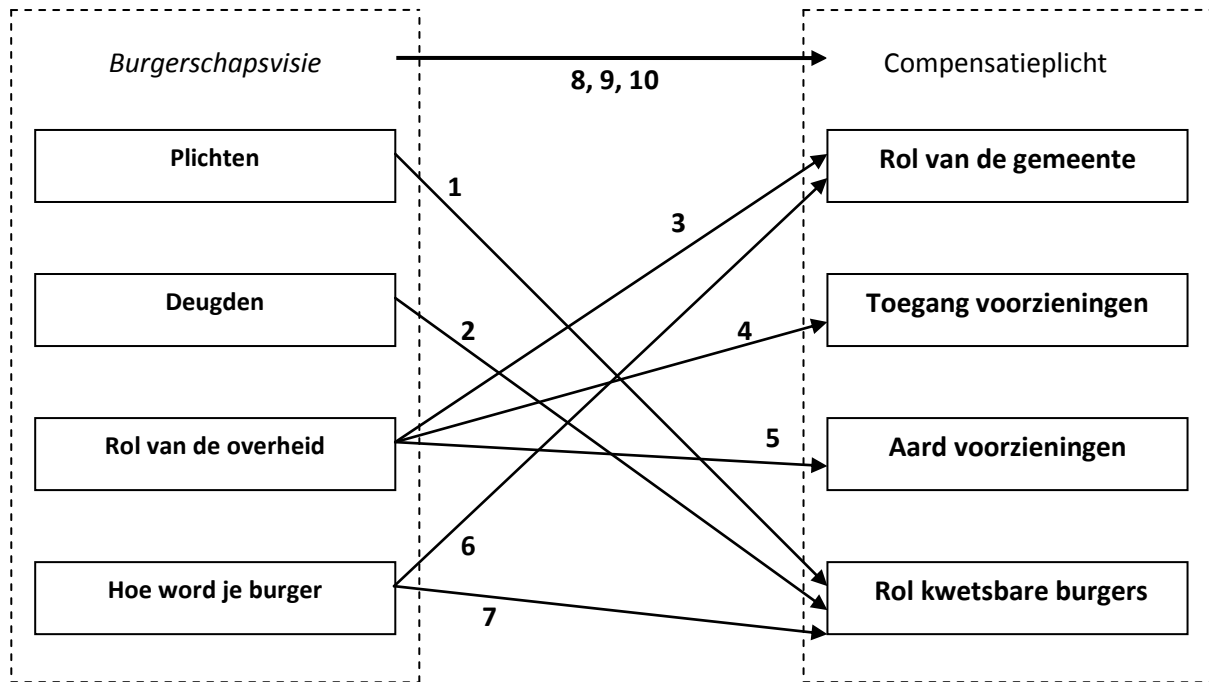 Burgerschapsvisie
8, 9, 10
Compensatieplicht
Plichten
1
3
Rol van de gemeente
Deugden
2
4
Toegang voorzieningen
Rol van de overheid
5
Aard voorzieningen
Hoe word je burger
6
7
Rol kwetsbare burgers